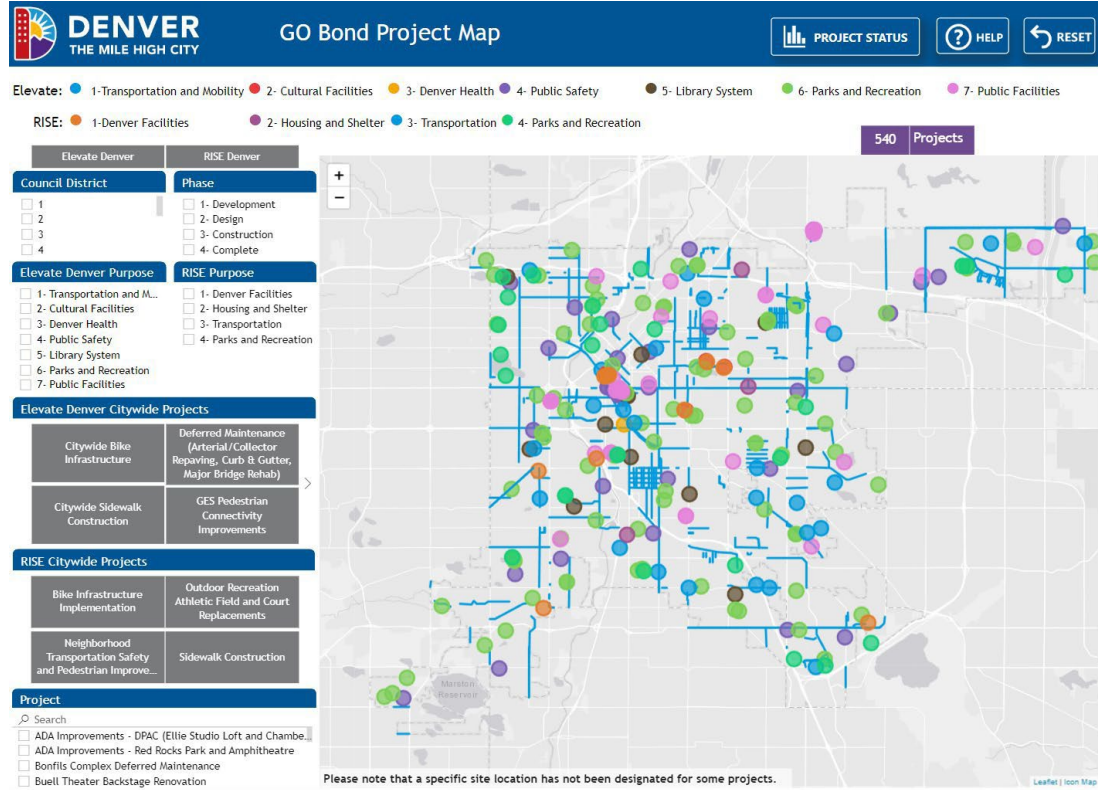 DENVER
THE MILE HIGH CITY
GO Bond Project Map
PROJECT STATUS
? HELP
RESET
Elevate: 1-Transportation and Mobility 2- Cultural Facilities 3- Denver Health 4- Public Safety 5- Library System 6- Parks and Recreation 7- Public Facilities
RISE: 1-Denver Facilities 2- Housing and Shelter 3- Transportation 4- Parks and Recreation
540 Projects
Elevate Denver
RISE Denver
Council District
1
2
3
4
Phase
1- Development
2- Design
3- Construction
4- Complete
Elevate Denver Purpose
1- Transportation and M...
2- Cultural Facilities
3- Denver Health
4- Public Safety
5- Library System
6- Parks and Recreation
7- Public Facilities
RISE Purpose
1- Denver Facilities
2- Housing and Shelter
3- Transportation
4- Parks and Recreation
Elevate Denver Citywide Projects
Citywide Bike
Infrastructure
Deferred Maintenance
(Arterial/Collector
Repaving, Curb & Gutter,
Major Bridge Rehab)
Citywide Sidewalk
Construction
GES Pedestrian
Connectivity
Improvements
RISE Citywide Projects
Bike Infrastructure
Implementation
Outdoor Recreation
Athletic Field and Court
Replacements
Neighborhood
Transportation Safety
and Pedestrian Improve...
Sidewalk Construction
Project
Search
ADA Improvements - DPAC (Ellie Studio Loft and Chambe...
ADA Improvements - Red Rocks Park and Amphitheatre
Bonfils Complex Deferred Maintenance
Buell Theater Backstage Renovation
+
−
Marston
Reservoir
Please note that a specific site location has not been designated for some projects.
Leaflet | Icon Map